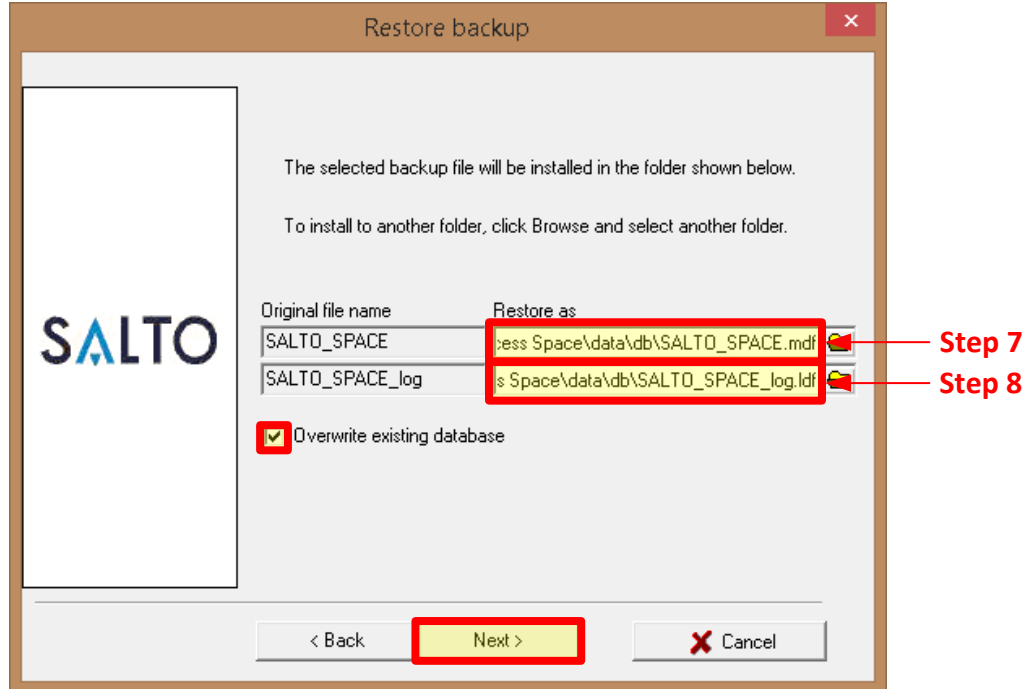 Restore backup
The selected backup file will be installed in the folder shown below.
To install to another folder, click Browse and select another folder.
SALTO
Original file name Restore as
SALTO_SPACE :ess Space\data\db\SALTO_SPACE.mdf Step 7
SALTO_SPACE_log s Space\data\db\SALTO_SPACE_log.ldf Step 8
Overwrite existing database
< Back Next > Cancel